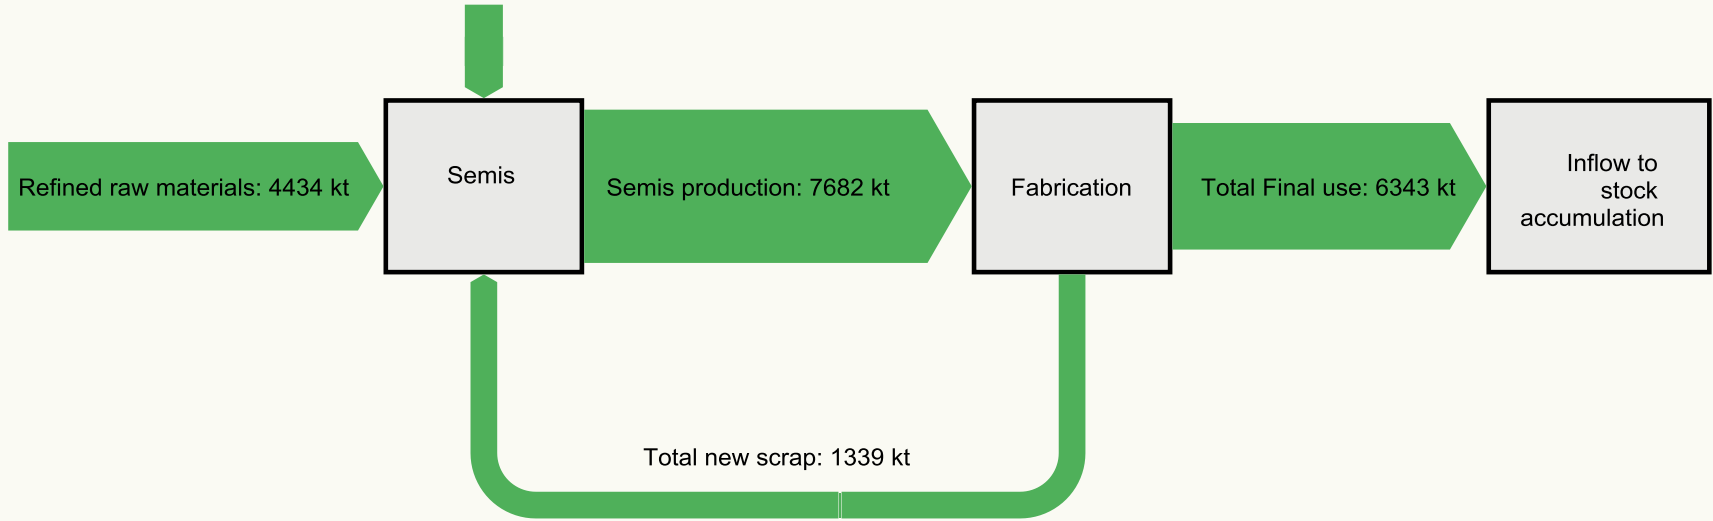 Refined raw materials: 4434 kt
Semis
Semis production: 7682 kt
Fabrication
Total Final use: 6343 kt
Inflow to
stock
accumulation
Total new scrap: 1339 kt